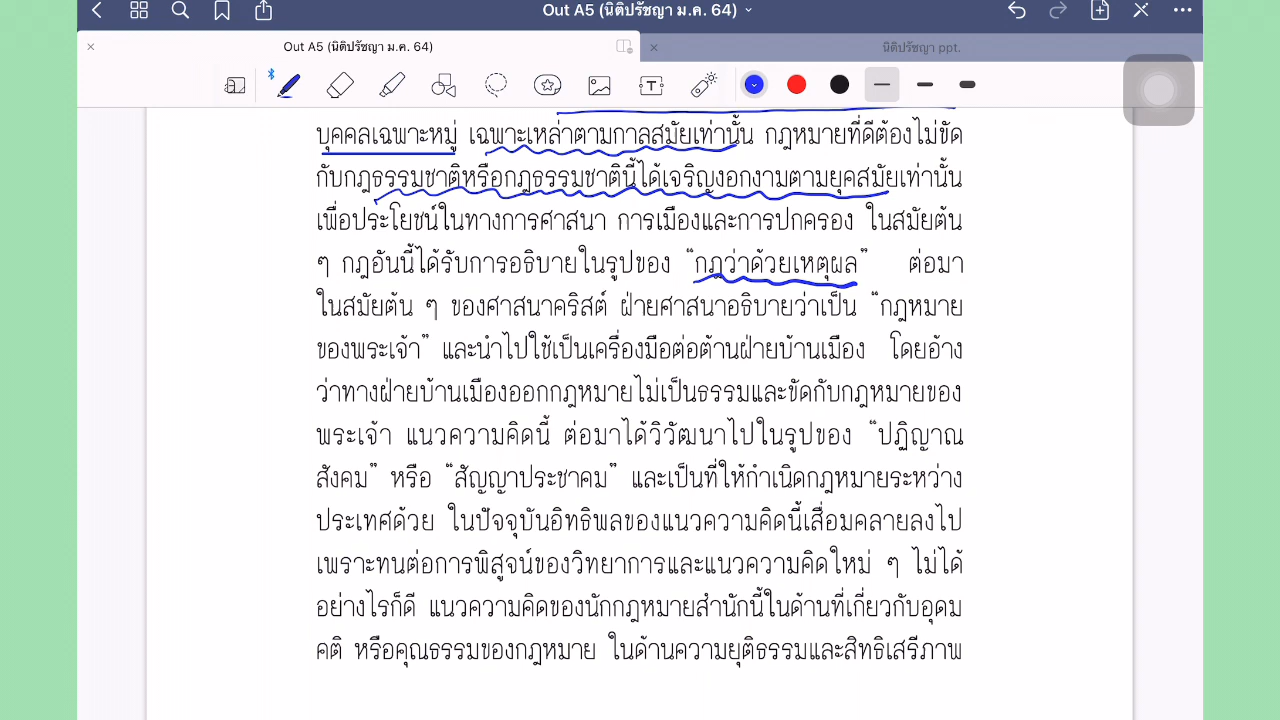 Out A5 (นิติปรัชญา ม.ค. 64)
Out A5 (นิติปรัชญา ม.ค. 64)
นิติปรัชญา ppt.
T
บุคคลเฉพาะหมู่ เฉพาะเหล่าตามกาลสมัยเท่านั้น กฎหมายที่ดีต้องไม่ขัด
กับกฎธรรมชาติหรือกฎธรรมชาตินี้ได้เจริญงอกงามตามยุคสมัยเท่านั้น
เพื่อประโยชน์ในทางการศาสนา การเมืองและการปกครอง ในสมัยต้น
ๆ กฎอันนี้ได้รับการอธิบายในรูปของ “กฎว่าด้วยเหตุผล” ต่อมา
ในสมัยต้น ๆ ของศาสนาคริสต์ ฝ่ายศาสนาอธิบายว่าเป็น “กฎหมาย
ของพระเจ้า” และนำไปใช้เป็นเครื่องมือต่อต้านฝ่ายบ้านเมือง โดยอ้าง
ว่าทางฝ่ายบ้านเมืองออกกฎหมายไม่เป็นธรรมและขัดกับกฎหมายของ
พระเจ้า แนวความคิดนี้ ต่อมาได้วิวัฒนาไปในรูปของ “ปฏิญาณ
สังคม” หรือ “สัญญาประชาคม” และเป็นที่ให้กำเนิดกฎหมายระหว่าง
ประเทศด้วย ในปัจจุบันอิทธิพลของแนวความคิดนี้เสื่อมคลายลงไป
เพราะทนต่อการพิสูจน์ของวิทยาการและแนวความคิดใหม่ ๆ ไม่ได้
อย่างไรก็ดี แนวความคิดของนักกฎหมายสำนักนี้ในด้านที่เกี่ยวกับอุดม
คติ หรือคุณธรรมของกฎหมาย ในด้านความยุติธรรมและสิทธิเสรีภาพ